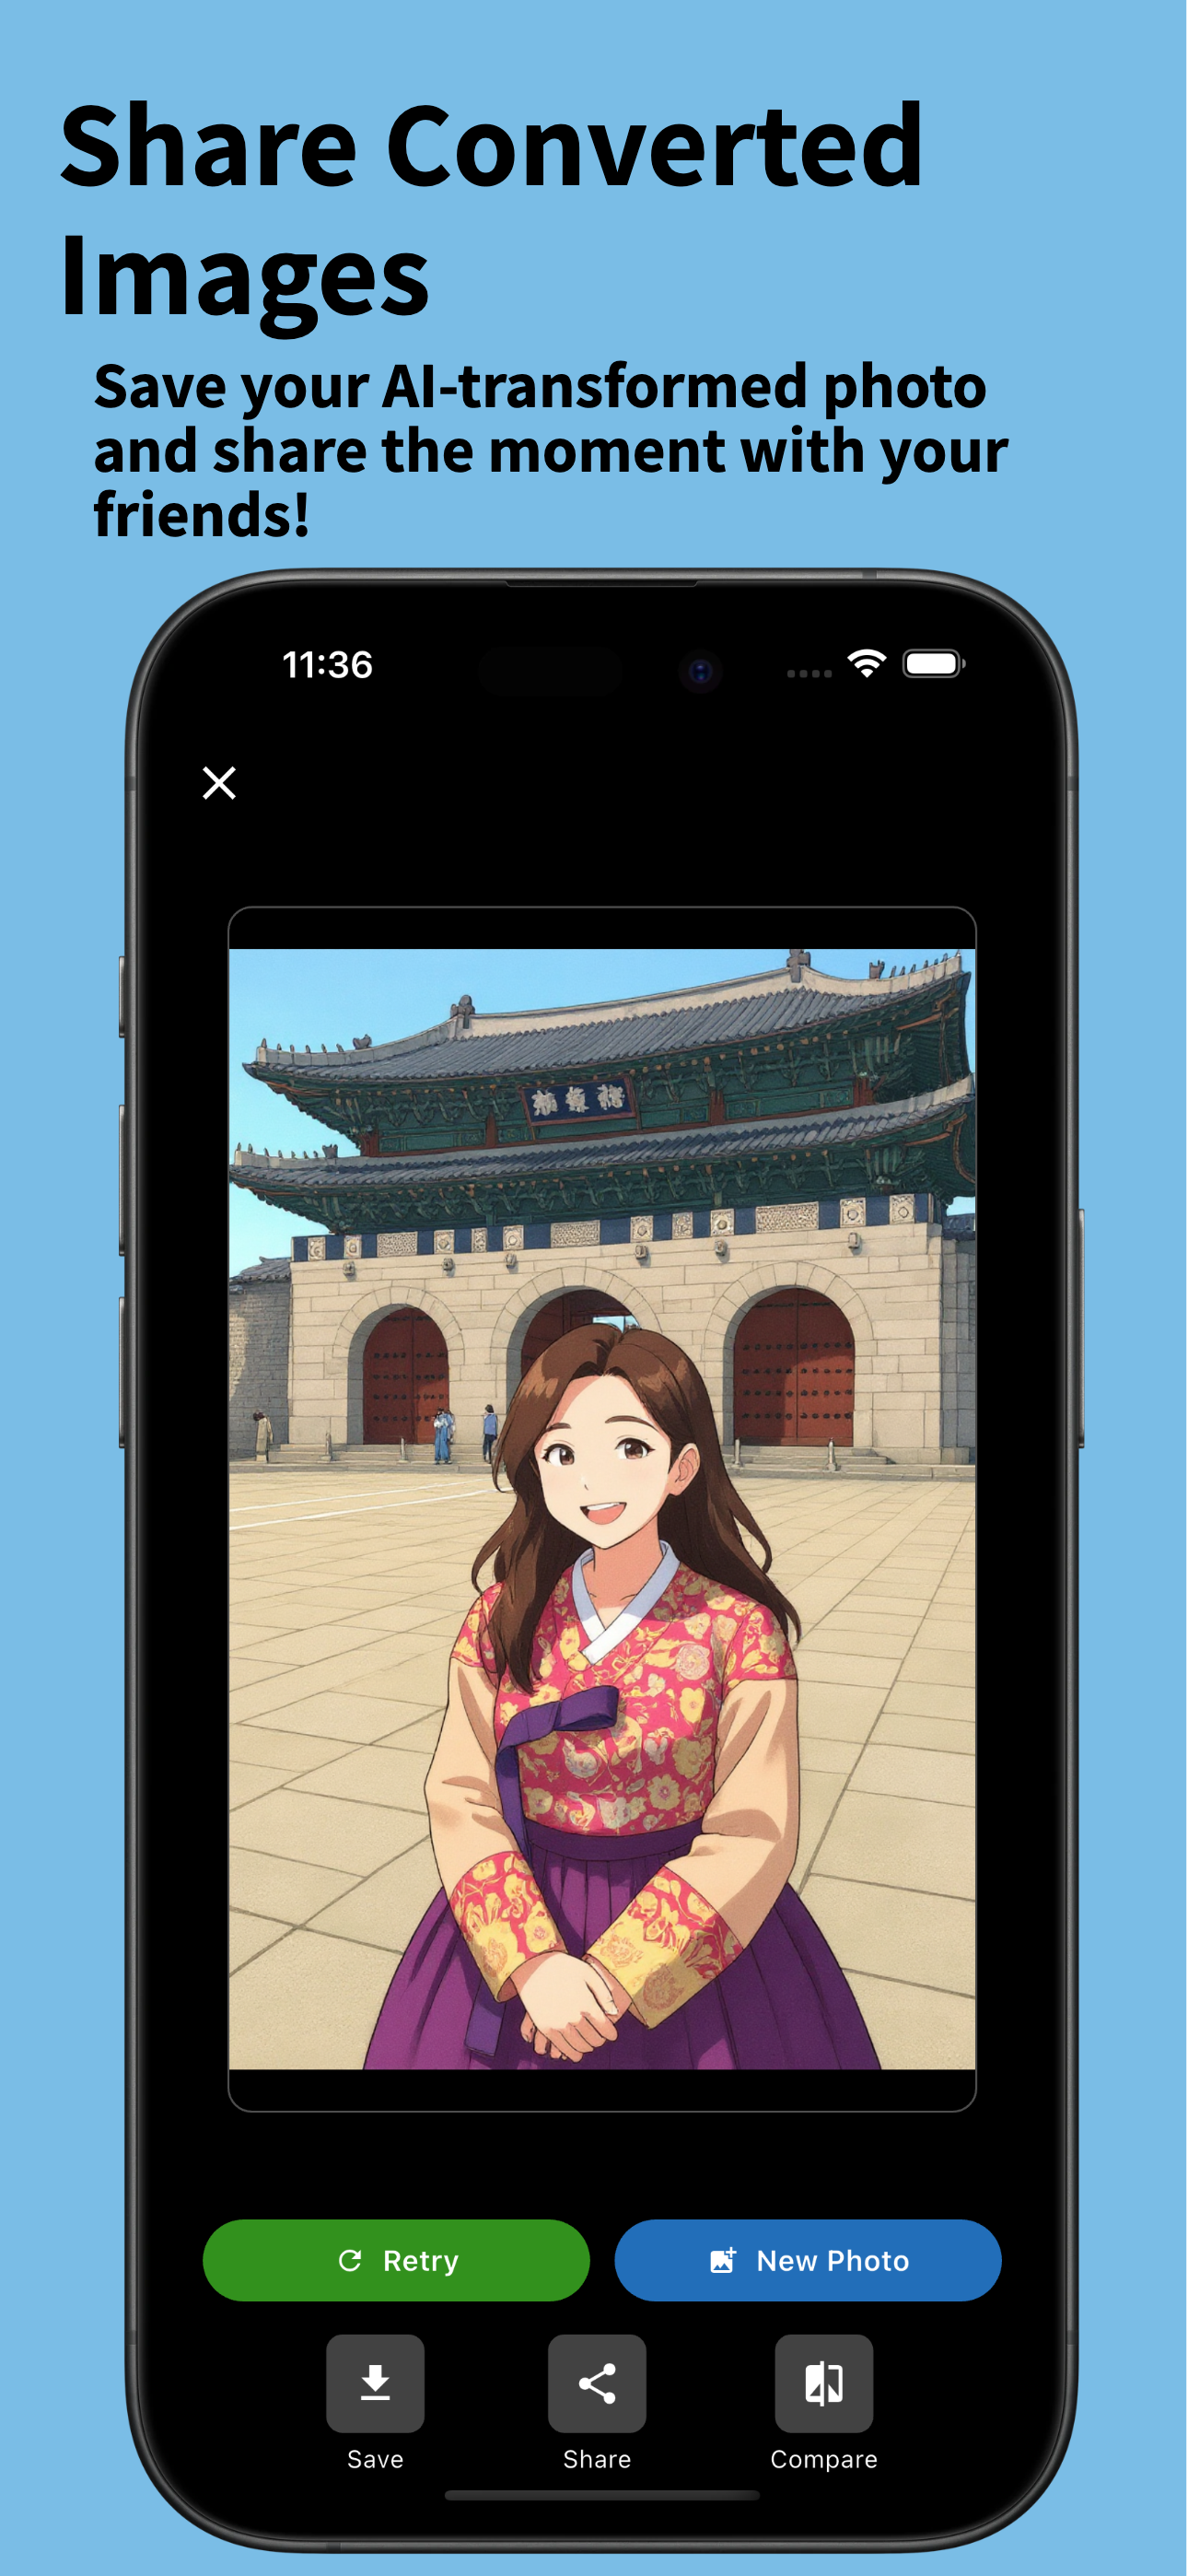 Share Converted
Images
Save your AI-transformed photo
and share the moment with your
friends!
11:36
Retry
New Photo
Save
Share
Compare